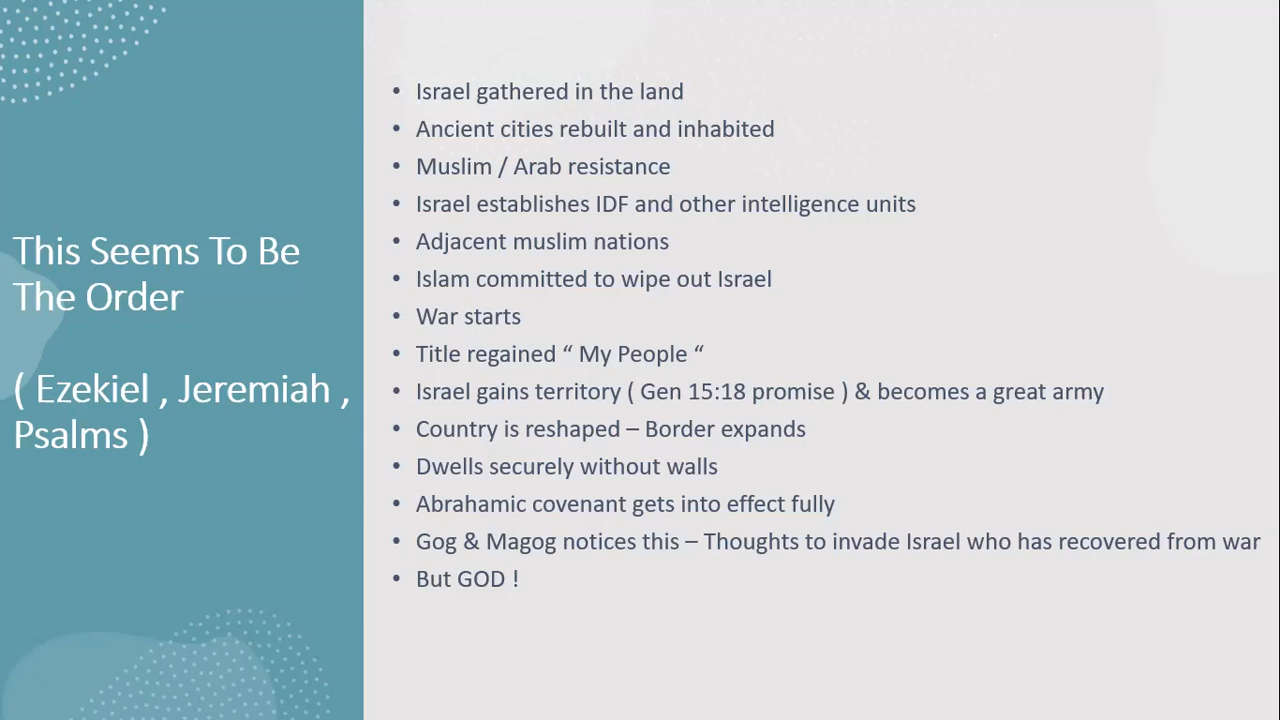 This Seems To Be
The Order
( Ezekiel , Jeremiah ,
Psalms )
• Israel gathered in the land
• Ancient cities rebuilt and inhabited
• Muslim / Arab resistance
• Israel establishes IDF and other intelligence units
• Adjacent muslim nations
• Islam committed to wipe out Israel
• War starts
• Title regained “ My People “
• Israel gains territory ( Gen 15:18 promise ) & becomes a great army
• Country is reshaped – Border expands
• Dwells securely without walls
• Abrahamic covenant gets into effect fully
• Gog & Magog notices this – Thoughts to invade Israel who has recovered from war
• But GOD !